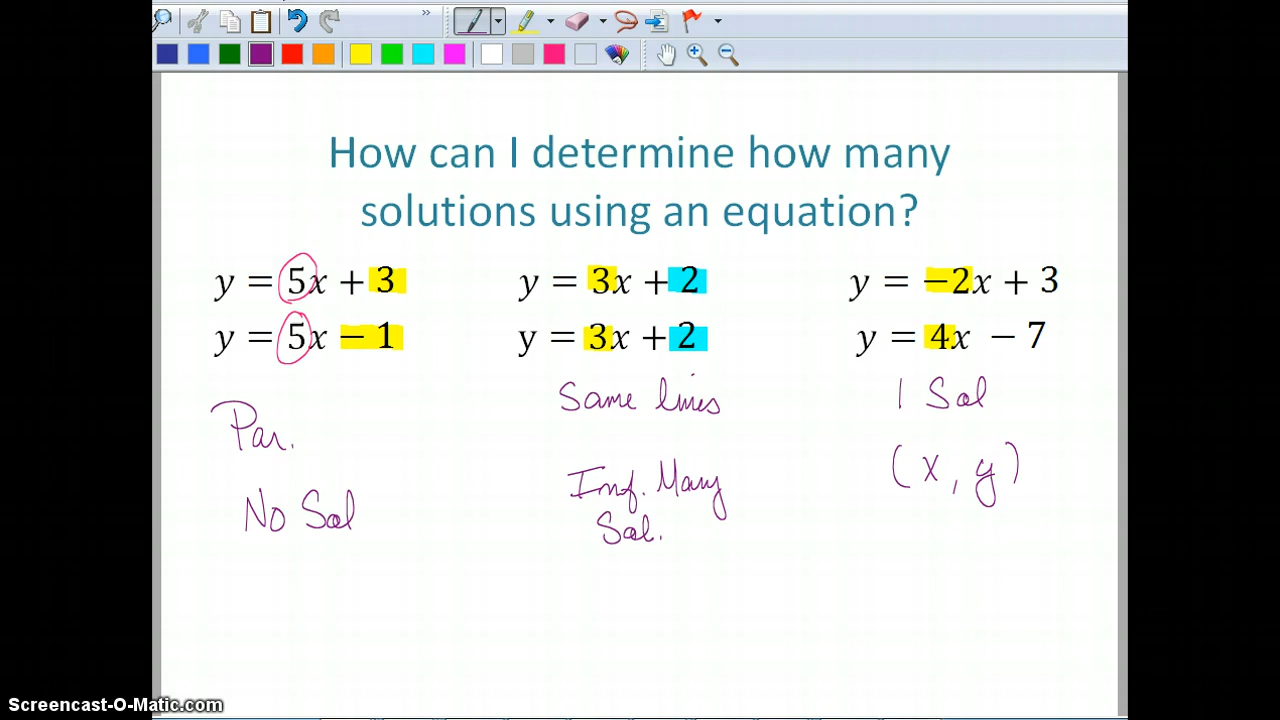 How can I determine how many
solutions using an equation?
y = 5x + 3
y = 5x − 1
Par.
No Sol
y = 3x + 2
y = 3x + 2
Same lines
Inf. Many
Sol.
y = −2x + 3
y = 4x − 7
1 Sol
(x, y)
Screencast-O-Matic.com